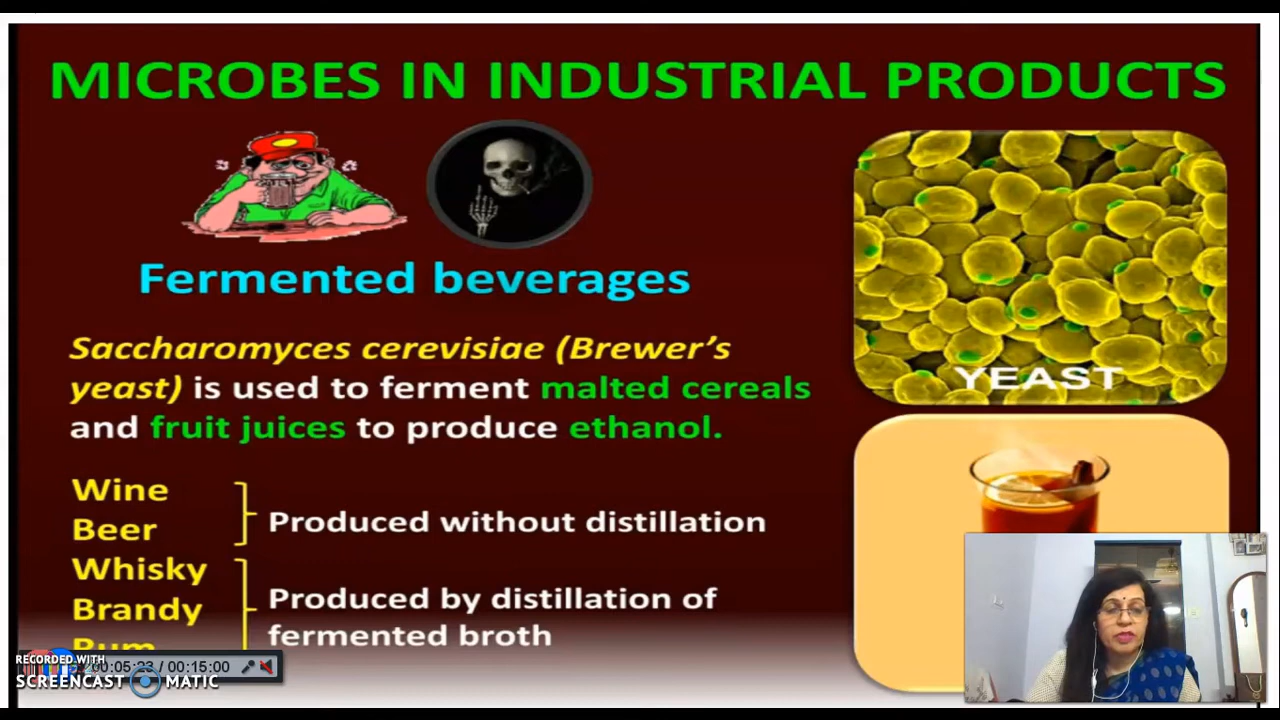 MICROBES IN INDUSTRIAL PRODUCTS
Fermented beverages
Saccharomyces cerevisiae (Brewer's
yeast) is used to ferment malted cereals
and fruit juices to produce ethanol.
Wine
Beer
Produced without distillation
Whisky
Brandy
Rum
Produced by distillation of
fermented broth
YEAST
RECORDED WITH
SCREENCAST MATIC
00:05:23 / 00:15:00